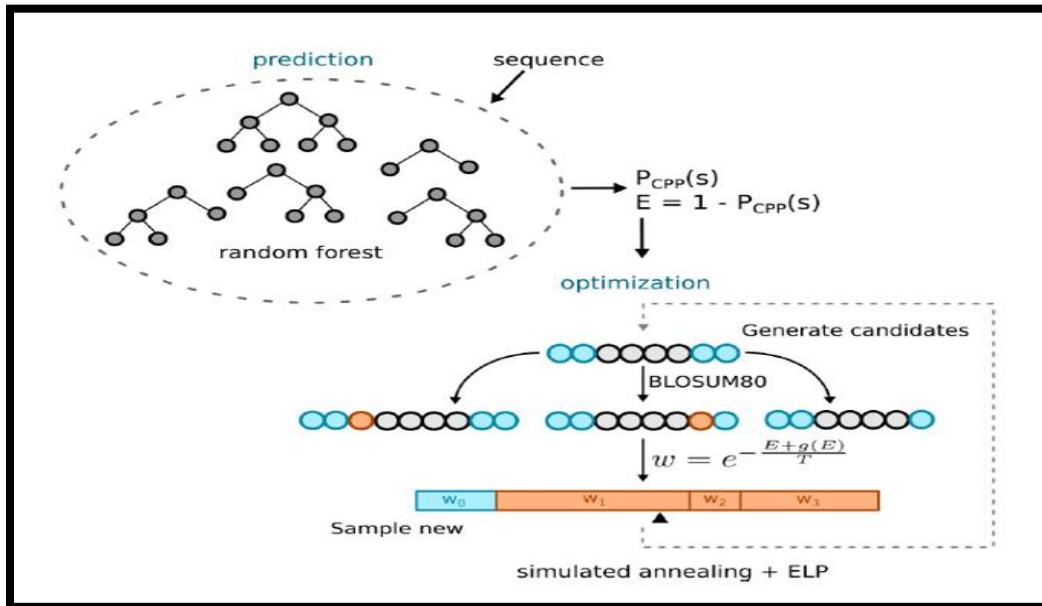 prediction
sequence
random forest
P_CPP(s)
E = 1 - P_CPP(s)
optimization
Generate candidates
BLOSUM80
w = e^{-\frac{E+g(E)}{T}}
w₀ w₁ w₂ w₃
Sample new
simulated annealing + ELP